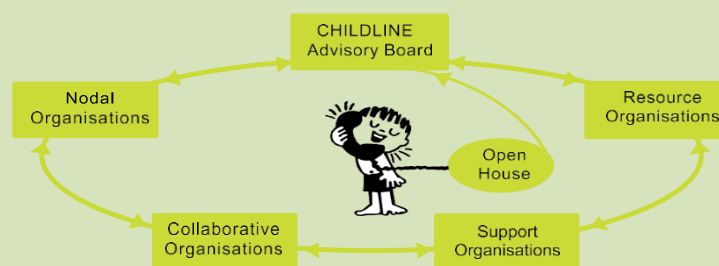 CHILDLINE
Advisory Board
Nodal
Organisations
Resource
Organisations
Open
House
Collaborative
Organisations
Support
Organisations